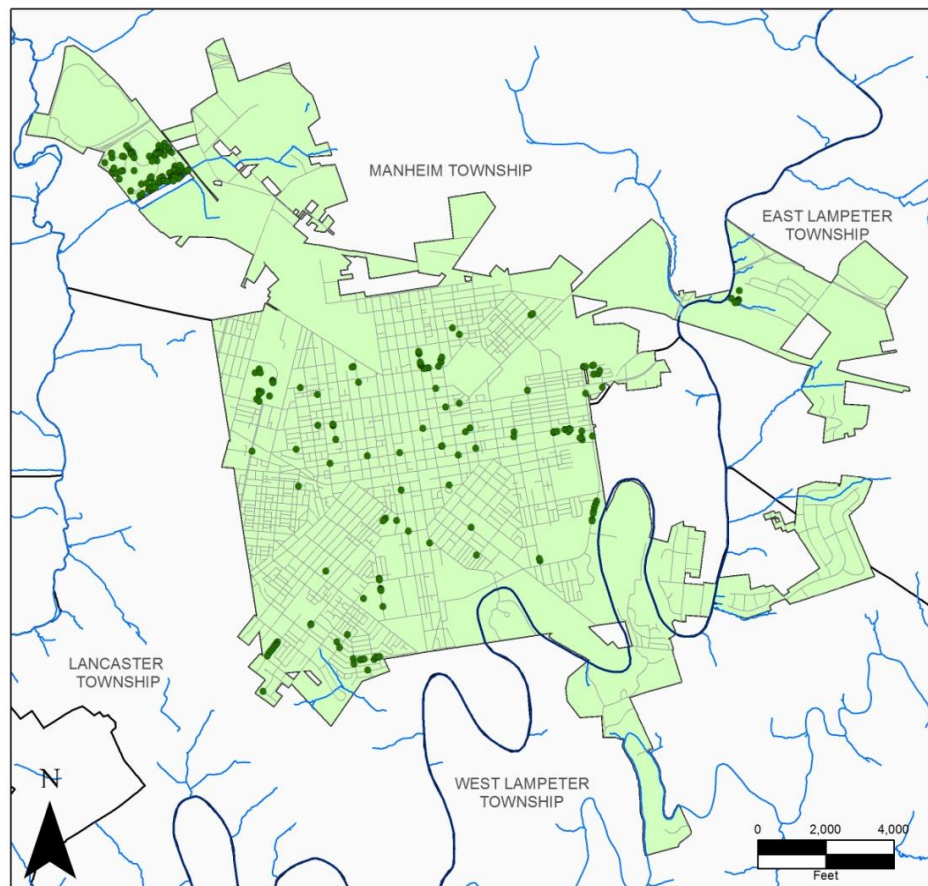 MANHEIM TOWNSHIP
EAST LAMPETER
TOWNSHIP
LANCASTER
TOWNSHIP
WEST LAMPETER
TOWNSHIP
N
0 2,000 4,000
Feet